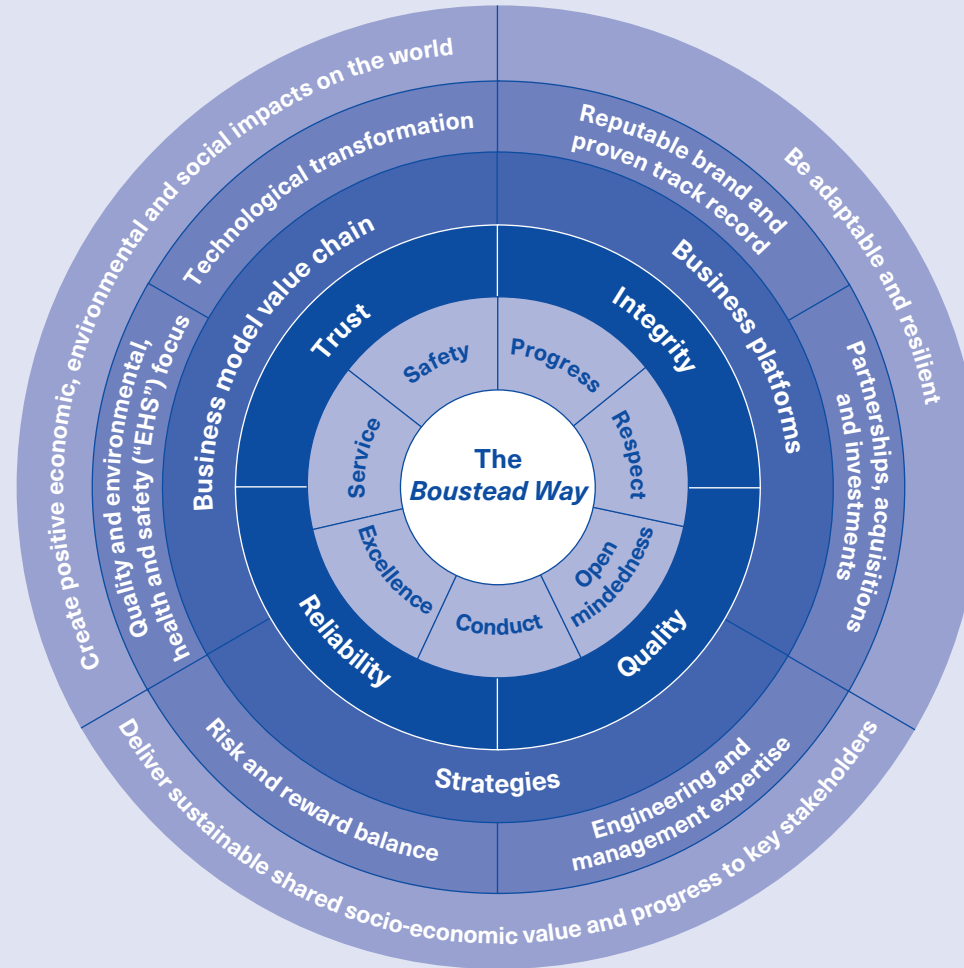 The
Boustead Way
Safety
Progress
Respect
Open
mindedness
Conduct
Excellence
Service
Trust
Integrity
Quality
Reliability
Business model value chain
Business platforms
Strategies
Technological transformation
Reputable brand and
proven track record
Partnerships, acquisitions
and investments
Engineering and
management expertise
Risk and reward balance
Quality and environmental,
health and safety (“EHS”) focus
Create positive economic, environmental and social impacts on the world
Be adaptable and resilient
Deliver sustainable shared socio-economic value and progress to key stakeholders